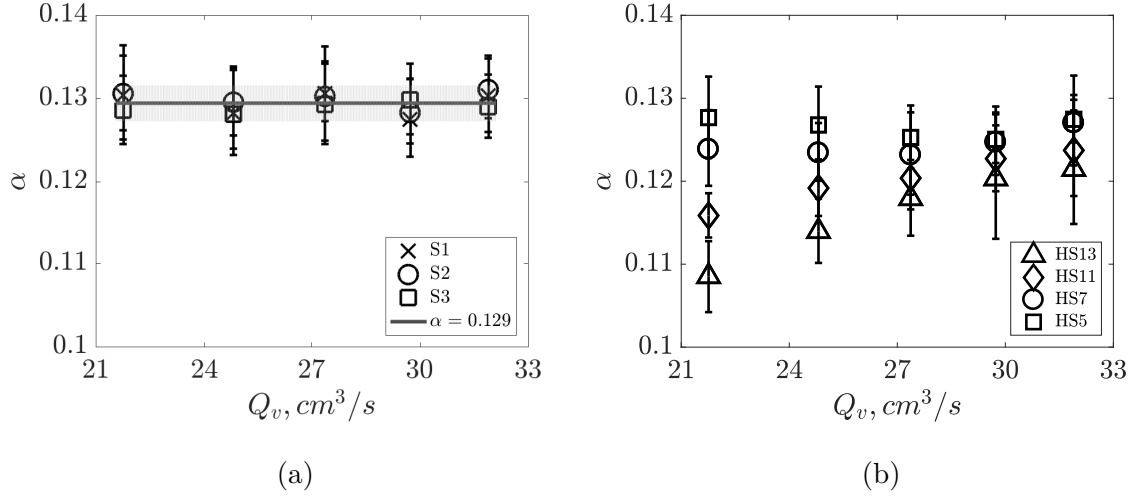 0.14
0.13
0.12
0.11
0.1
α
21
24
27
30
33
Q_v, cm^3/s
S1
S2
S3
α = 0.129
(a)
0.14
0.13
0.12
0.11
0.1
α
21
24
27
30
33
Q_v, cm^3/s
HS13
HS11
HS7
HS5
(b)